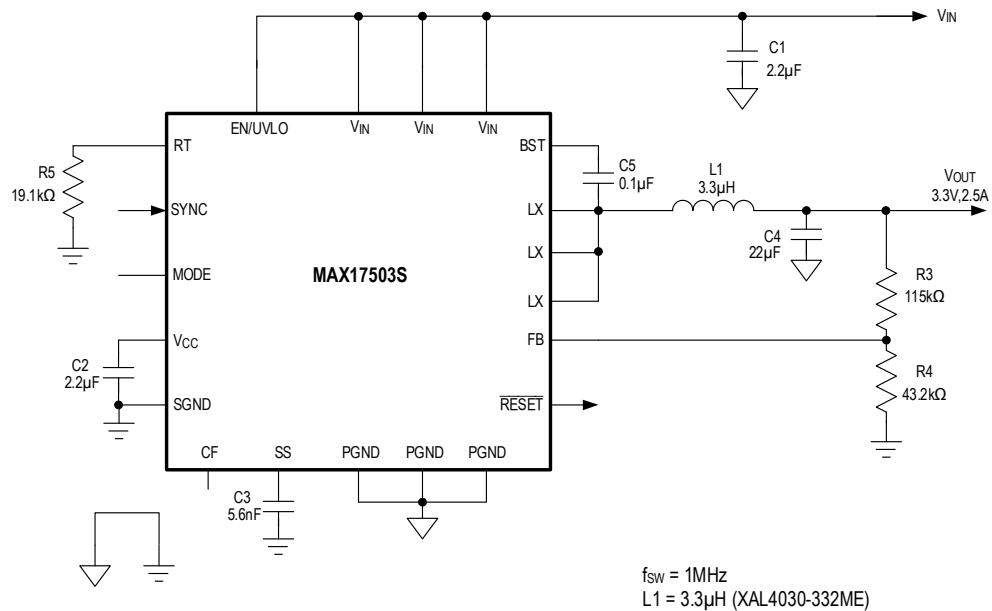 VIN
C1
2.2µF
EN/UVLO
VIN
VIN
VIN
RT
R5
19.1kΩ
SYNC
MODE
VCC
C2
2.2µF
SGND
MAX17503S
BST
C5
0.1µF
LX
LX
LX
L1
3.3µH
VOUT
3.3V,2.5A
C4
22µF
R3
115kΩ
FB
R4
43.2kΩ
RESET
CF
SS
PGND
PGND
PGND
C3
5.6nF
fSW = 1MHz
L1 = 3.3µH (XAL4030-332ME)